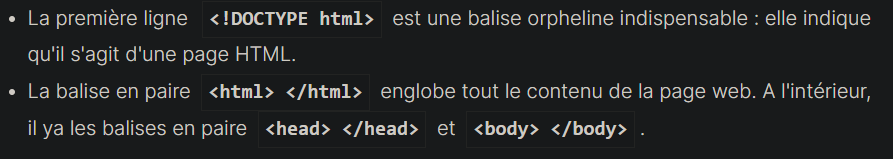 • La première ligne <!DOCTYPE html> est une balise orpheline indispensable : elle indique
qu'il s'agit d'une page HTML.
• La balise en paire <html> </html> englobe tout le contenu de la page web. A l'intérieur,
il ya les balises en paire <head> </head> et <body> </body> .